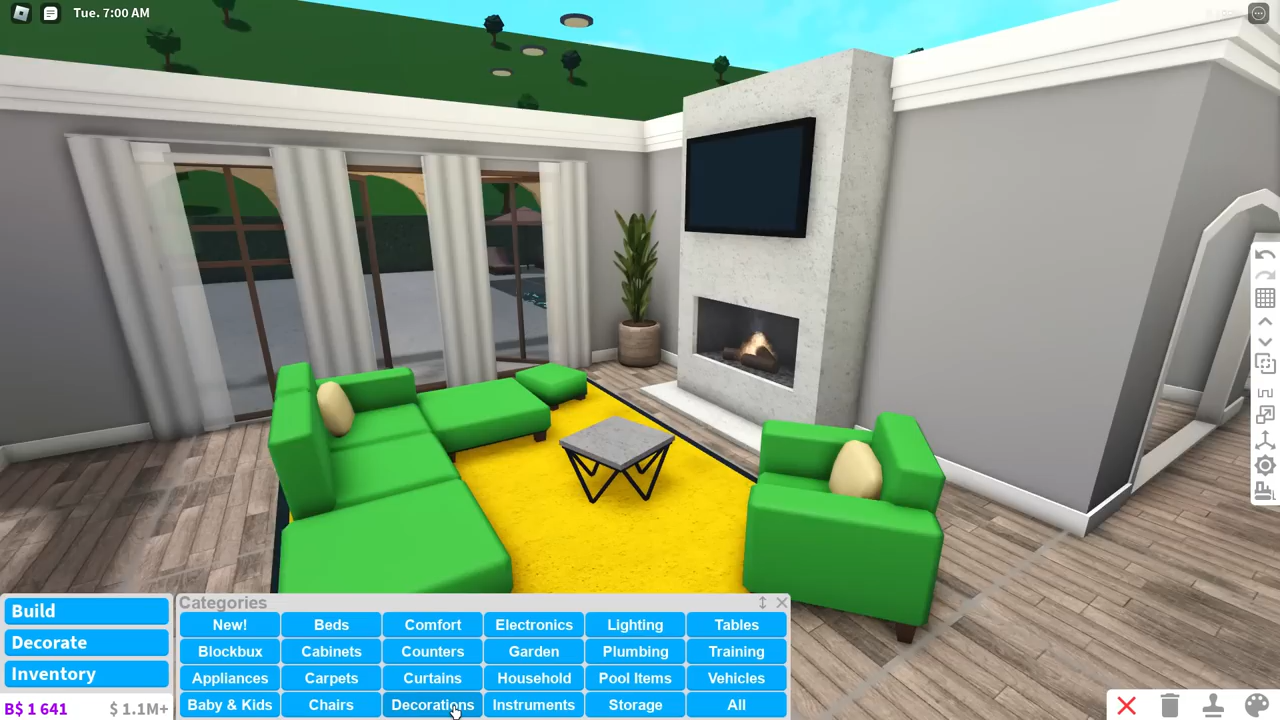 Tue. 7:00 AM
Build
Decorate
Inventory
B$ 1 641 $ 1.1M+
Categories
New! Beds Comfort Electronics Lighting Tables
Blockbux Cabinets Counters Garden Plumbing Training
Appliances Carpets Curtains Household Pool Items Vehicles
Baby & Kids Chairs Decorations Instruments Storage All